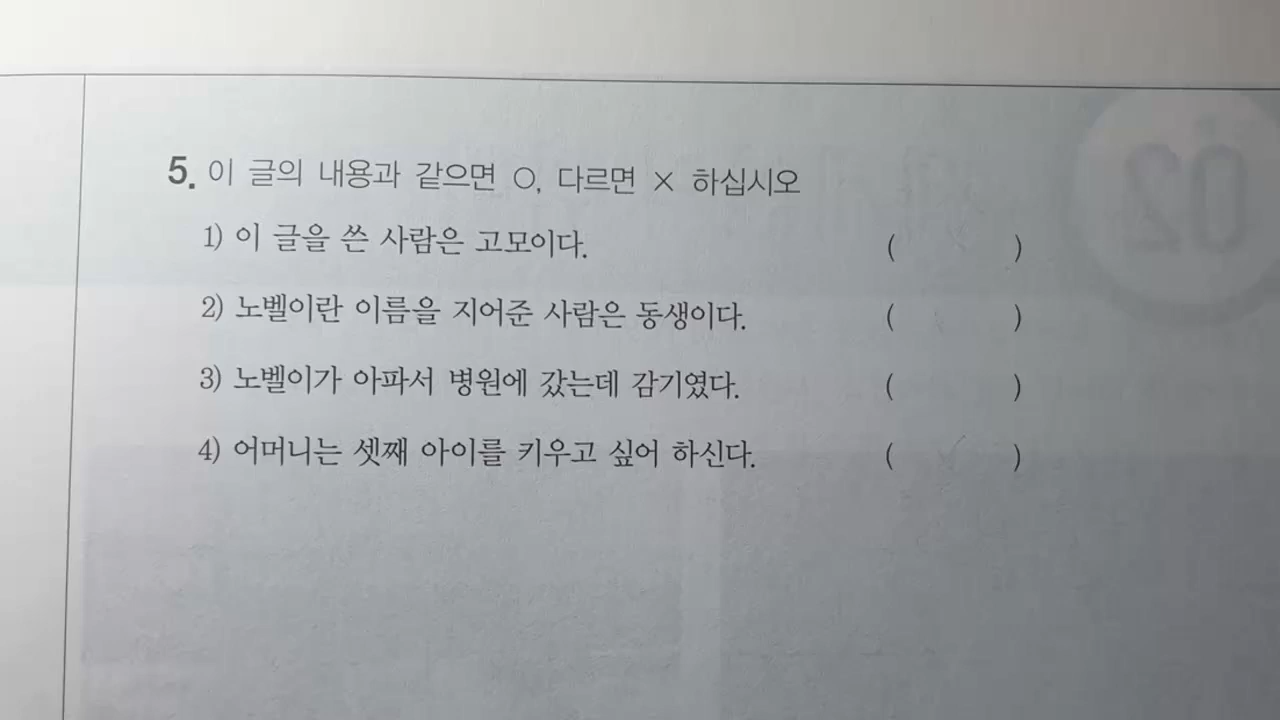 5. 이 글의 내용과 같으면 ○, 다르면 × 하십시오
1) 이 글을 쓴 사람은 고모이다. ( )
2) 노벨이란 이름을 지어준 사람은 동생이다. ( )
3) 노벨이가 아파서 병원에 갔는데 감기였다. ( )
4) 어머니는 셋째 아이를 키우고 싶어 하신다. ( )